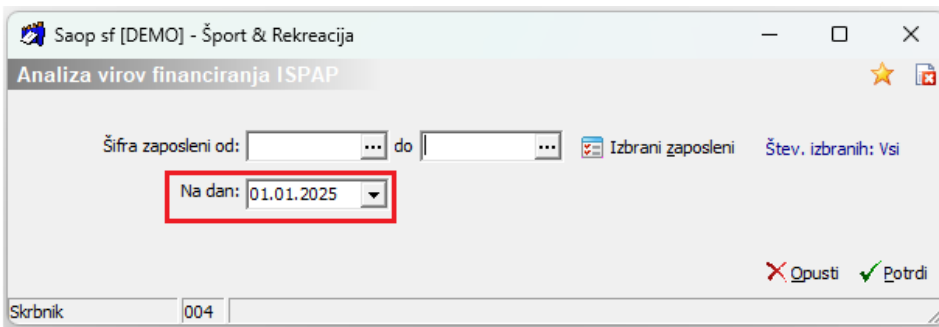 Saop sf [DEMO] - Šport & Rekreacija
Analiza virov financiranja ISPAP
Šifra zaposleni od: ... do ... Izbrani zaposleni Štev. izbranih: Vsi
Na dan: 01.01.2025
Opusti Potrdi
Skrbnik 004